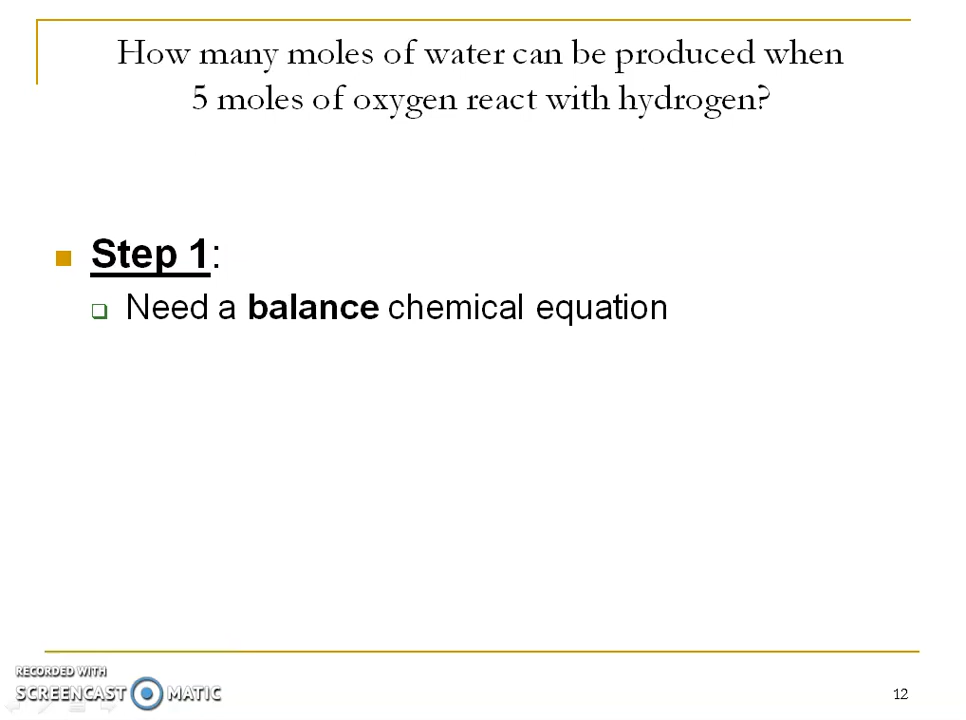 How many moles of water can be produced when
5 moles of oxygen react with hydrogen?
Step 1:
Need a balance chemical equation
RECORDED WITH
SCREENCAST MATIC
12